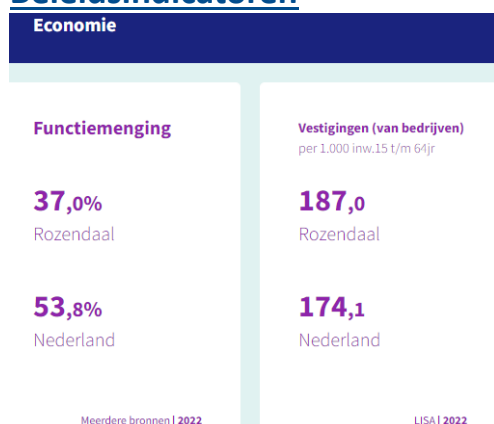 Beleidsindicatoren
Economie
Functiemenging
37,0%
Rozendaal
53,8%
Nederland
Meerdere bronnen | 2022
Vestigingen (van bedrijven)
per 1.000 inw.15 t/m 64jr
187,0
Rozendaal
174,1
Nederland
LISA | 2022